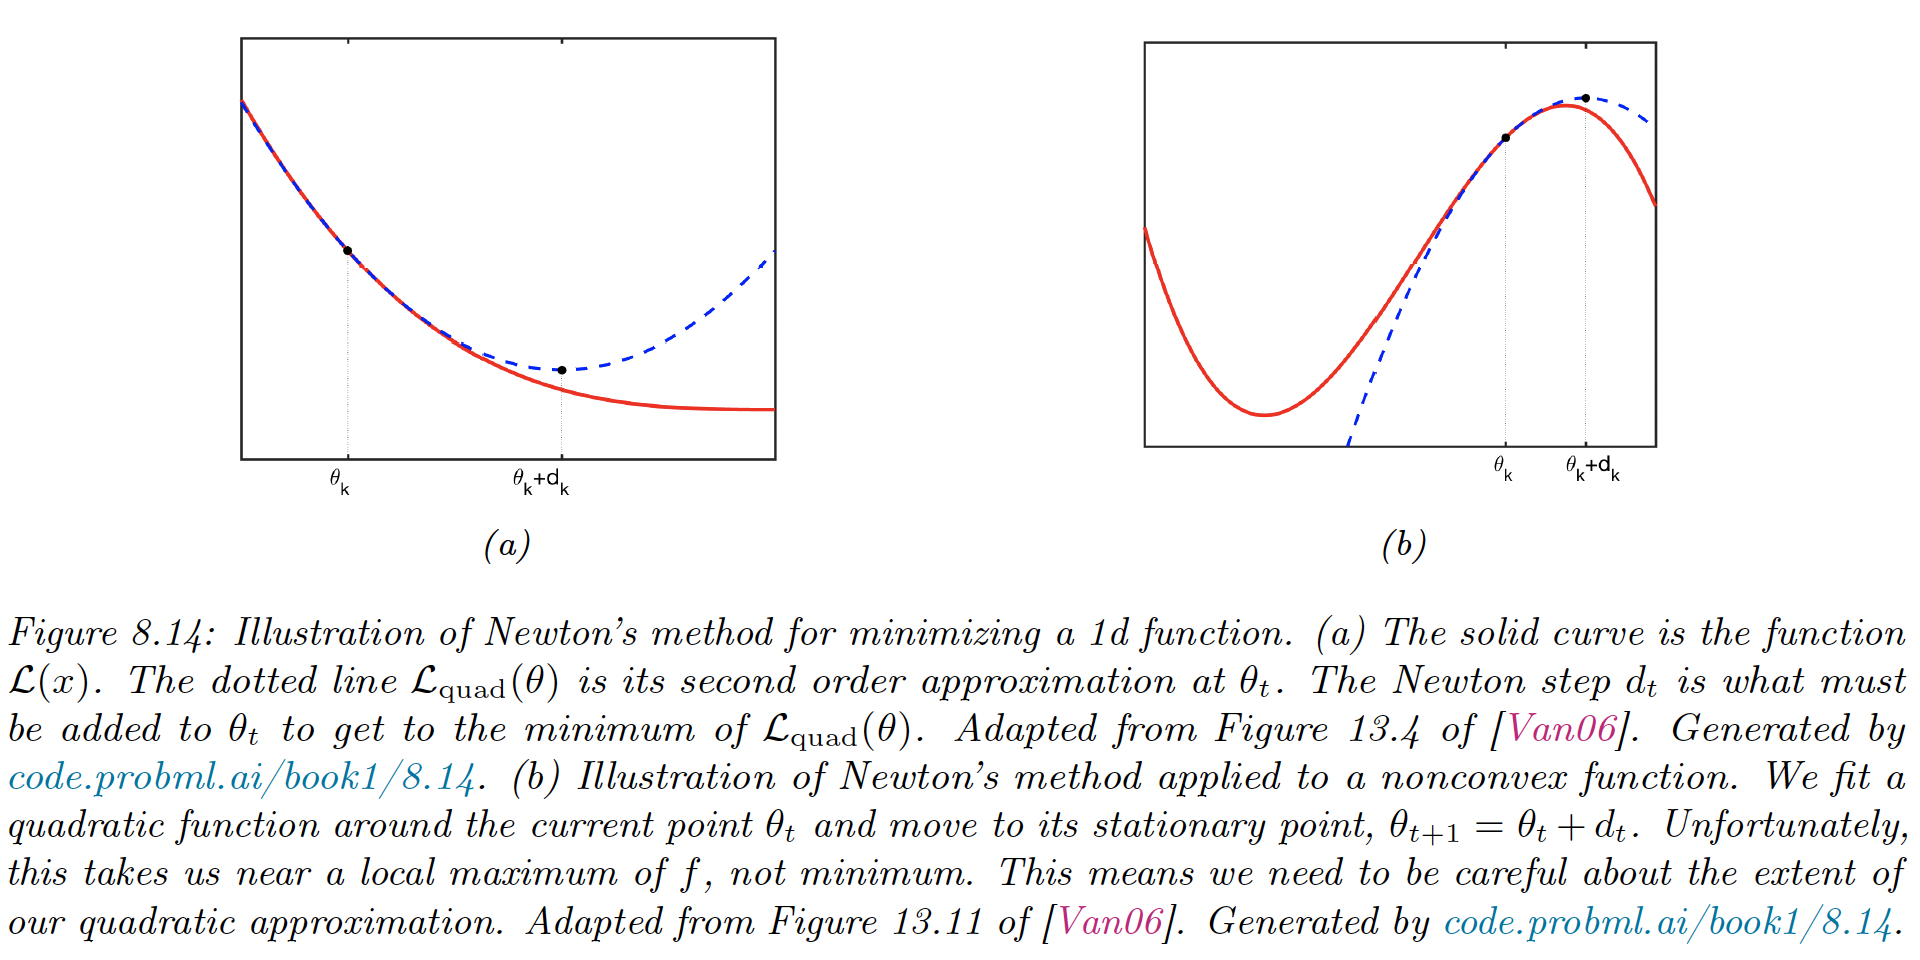 θk θk+dk
θk θk+dk
(a) (b)
Figure 8.14: Illustration of Newton's method for minimizing a 1d function. (a) The solid curve is the function
ℒ(x). The dotted line ℒquad(θ) is its second order approximation at θt. The Newton step dt is what must
be added to θt to get to the minimum of ℒquad(θ). Adapted from Figure 13.4 of [Van06]. Generated by
code.probml.ai/book1/8.14. (b) Illustration of Newton's method applied to a nonconvex function. We fit a
quadratic function around the current point θt and move to its stationary point, θt+1 = θt + dt. Unfortunately,
this takes us near a local maximum of f, not minimum. This means we need to be careful about the extent of
our quadratic approximation. Adapted from Figure 13.11 of [Van06]. Generated by code.probml.ai/book1/8.14.